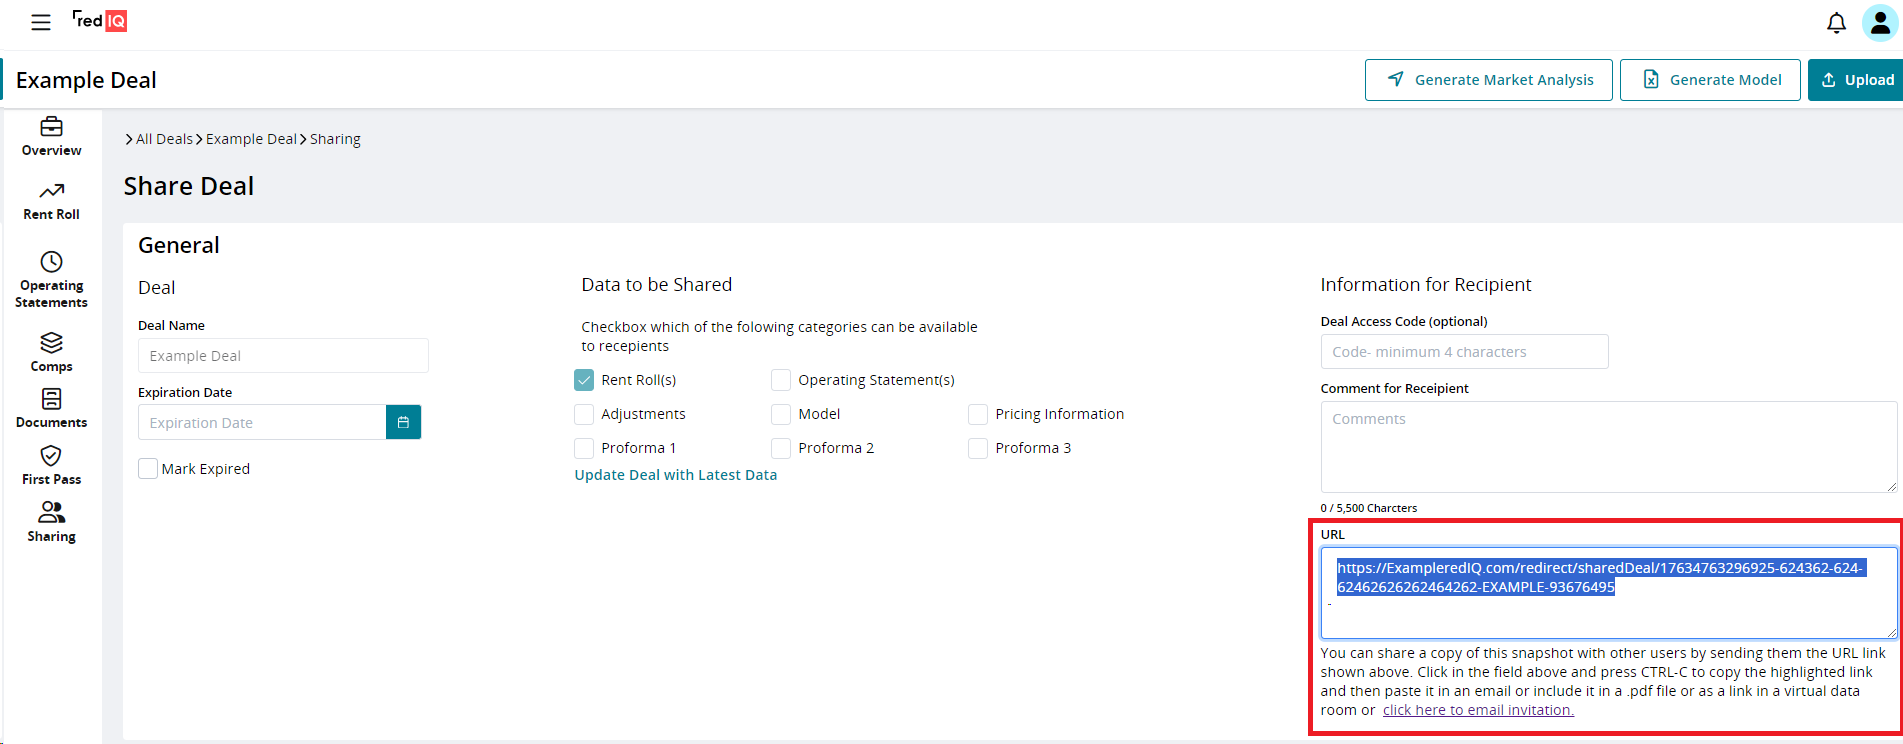 red IQ
Example Deal
Generate Market Analysis
Generate Model
Upload
Overview
Rent Roll
Operating
Statements
Comps
Documents
First Pass
Sharing
All Deals Example Deal Sharing
Share Deal
General
Deal
Deal Name
Example Deal
Expiration Date
Expiration Date
Mark Expired
Data to be Shared
Checkbox which of the folowing categories can be available
to recepients
Rent Roll(s) Operating Statement(s)
Adjustments Model Pricing Information
Proforma 1 Proforma 2 Proforma 3
Update Deal with Latest Data
Information for Recipient
Deal Access Code (optional)
Code- minimum 4 characters
Comment for Receipient
Comments
0 / 5,500 Charcters
URL
https://ExampleredIQ.com/redirect/sharedDeal/17634763296925-624362-624-
62462626262464262-EXAMPLE-93676495
You can share a copy of this snapshot with other users by sending them the URL link
shown above. Click in the field above and press CTRL-C to copy the highlighted link
and then paste it in an email or include it in a .pdf file or as a link in a virtual data
room or click here to email invitation.